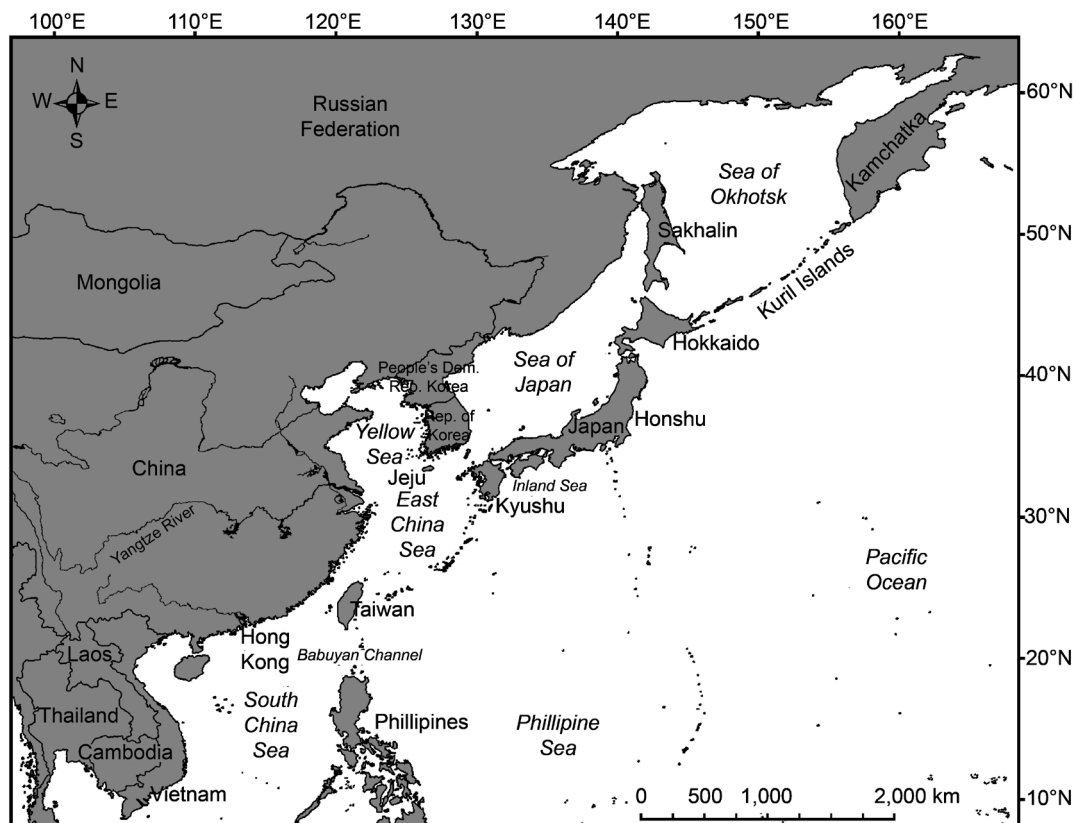 100°E 110°E 120°E 130°E 140°E 150°E 160°E
N
W E
S
60°N
Russian
Federation
Kamchatka
Sea of
Okhotsk
Sakhalin
50°N
Mongolia
Kuril Islands
Hokkaido
Sea of
Japan
40°N
People's Dem.
Rep. Korea
Rep. of
Korea
Japan
Honshu
Yellow
Sea
China
Jeju
Inland Sea
Kyushu
East
China
Sea
Yangtze River
30°N
Pacific
Ocean
Taiwan
Hong
Kong
Babuyan Channel
Laos
20°N
South
China
Sea
Thailand
Phillipines
Phillipine
Sea
Cambodia
Vietnam
0 500 1,000 2,000 km
10°N